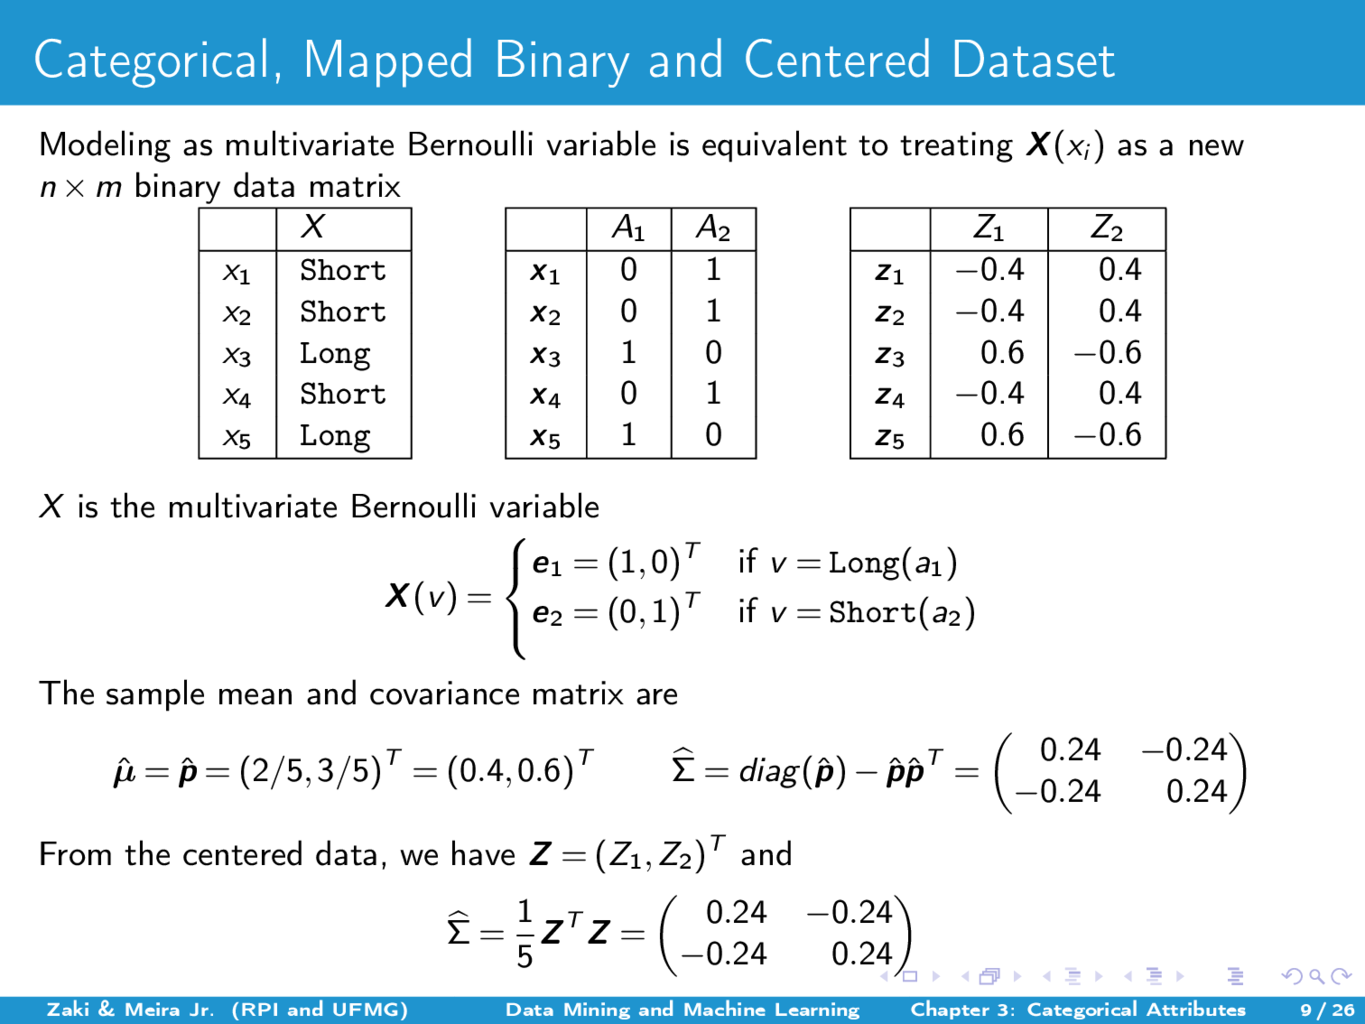 Categorical, Mapped Binary and Centered Dataset
Modeling as multivariate Bernoulli variable is equivalent to treating X(xᵢ) as a new
n × m binary data matrix
X
x₁ Short
x₂ Short
x₃ Long
x₄ Short
x₅ Long
A₁ A₂
x₁ 0 1
x₂ 0 1
x₃ 1 0
x₄ 0 1
x₅ 1 0
Z₁ Z₂
z₁ −0.4 0.4
z₂ −0.4 0.4
z₃ 0.6 −0.6
z₄ −0.4 0.4
z₅ 0.6 −0.6
X is the multivariate Bernoulli variable
X(v) = { e₁ = (1,0)ᵀ if v = Long(a₁)
e₂ = (0,1)ᵀ if v = Short(a₂)
The sample mean and covariance matrix are
μ̂ = p̂ = (2/5,3/5)ᵀ = (0.4,0.6)ᵀ Σ̂ = diag(p̂) − p̂p̂ᵀ = ( 0.24 −0.24
−0.24 0.24 )
From the centered data, we have Z = (Z₁,Z₂)ᵀ and
Σ̂ = 1/5 ZᵀZ = ( 0.24 −0.24
−0.24 0.24 )
Zaki & Meira Jr. (RPI and UFMG) Data Mining and Machine Learning Chapter 3: Categorical Attributes 9 / 26